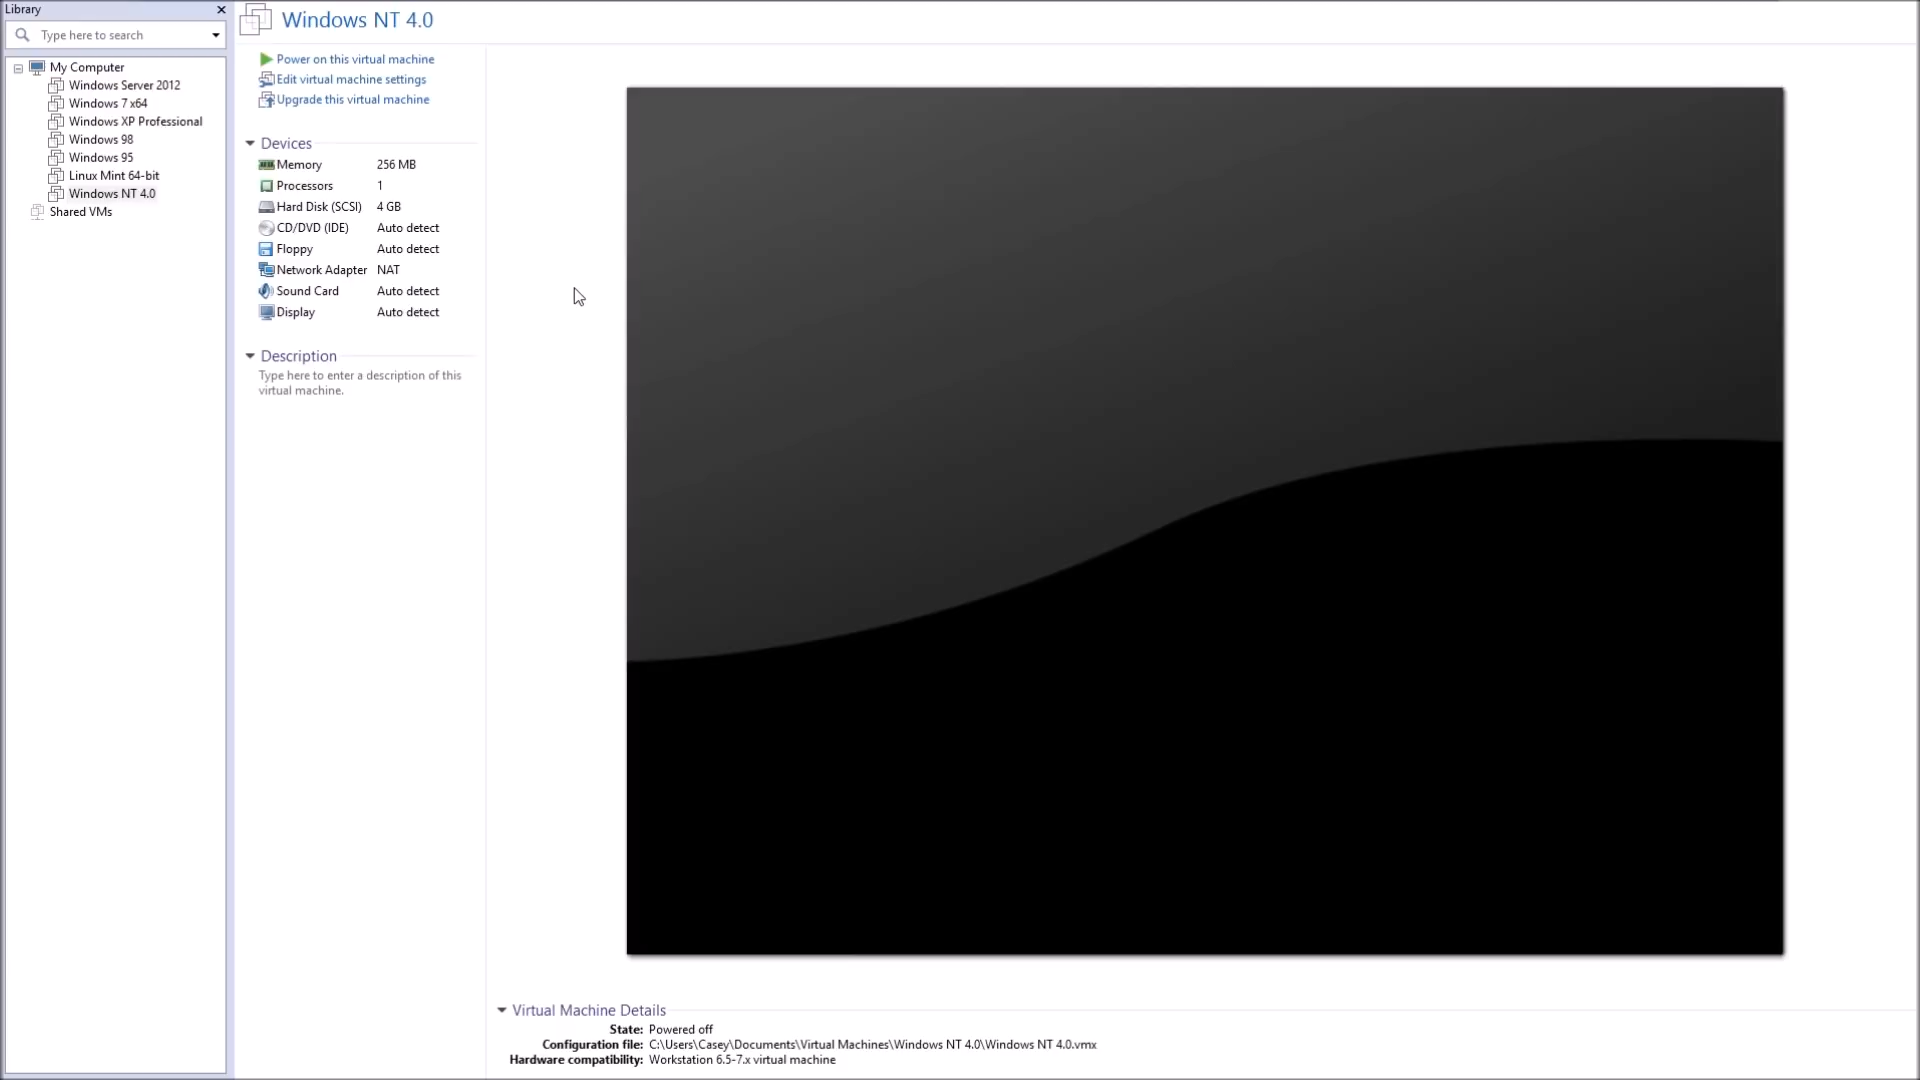 Library
Type here to search
My Computer
Windows Server 2012
Windows 7 x64
Windows XP Professional
Windows 98
Windows 95
Linux Mint 64-bit
Windows NT 4.0
Shared VMs
Windows NT 4.0
Power on this virtual machine
Edit virtual machine settings
Upgrade this virtual machine
Devices
Memory 256 MB
Processors 1
Hard Disk (SCSI) 4 GB
CD/DVD (IDE) Auto detect
Floppy Auto detect
Network Adapter NAT
Sound Card Auto detect
Display Auto detect
Description
Type here to enter a description of this
virtual machine.
Virtual Machine Details
State: Powered off
Configuration file: C:\Users\Casey\Documents\Virtual Machines\Windows NT 4.0\Windows NT 4.0.vmx
Hardware compatibility: Workstation 6.5-7.x virtual machine